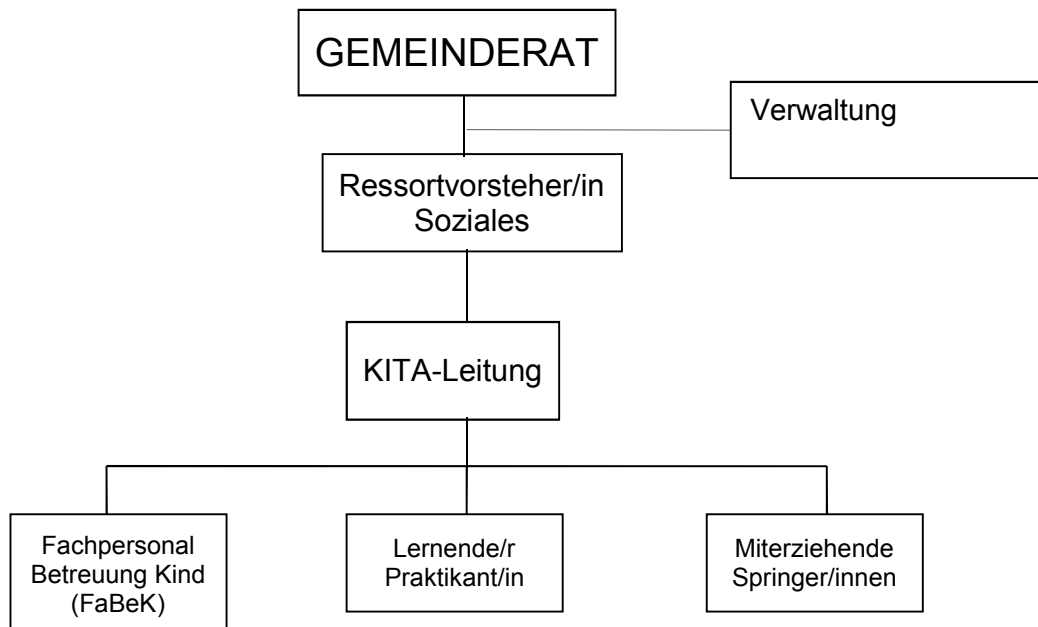 GEMEINDERAT
Verwaltung
Ressortvorsteher/in
Soziales
KITA-Leitung
Fachpersonal
Betreuung Kind
(FaBeK)
Lernende/r
Praktikant/in
Miterziehende
Springer/innen